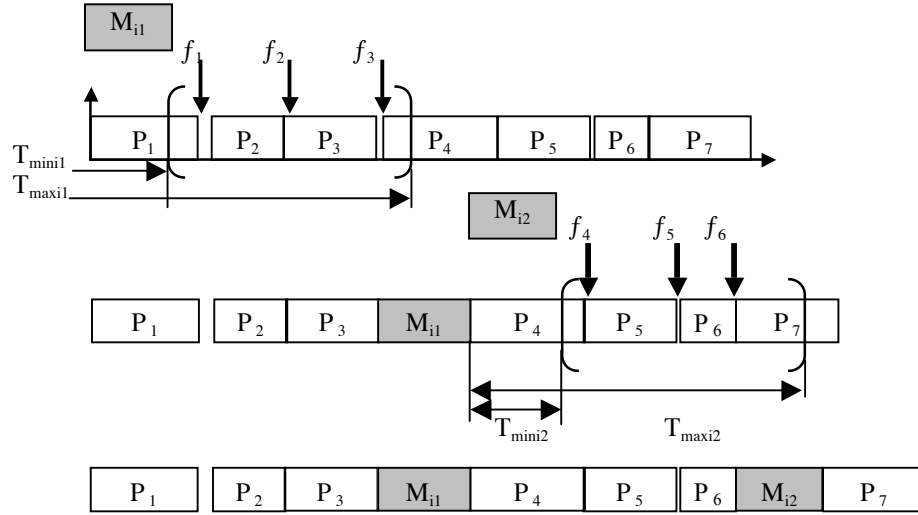 M_i1
f_1 f_2 f_3
P_1 P_2 P_3 P_4 P_5 P_6 P_7
T_mini1
T_maxi1
M_i2
f_4 f_5 f_6
P_1 P_2 P_3 M_i1 P_4 P_5 P_6 P_7
T_mini2 T_maxi2
P_1 P_2 P_3 M_i1 P_4 P_5 P_6 M_i2 P_7